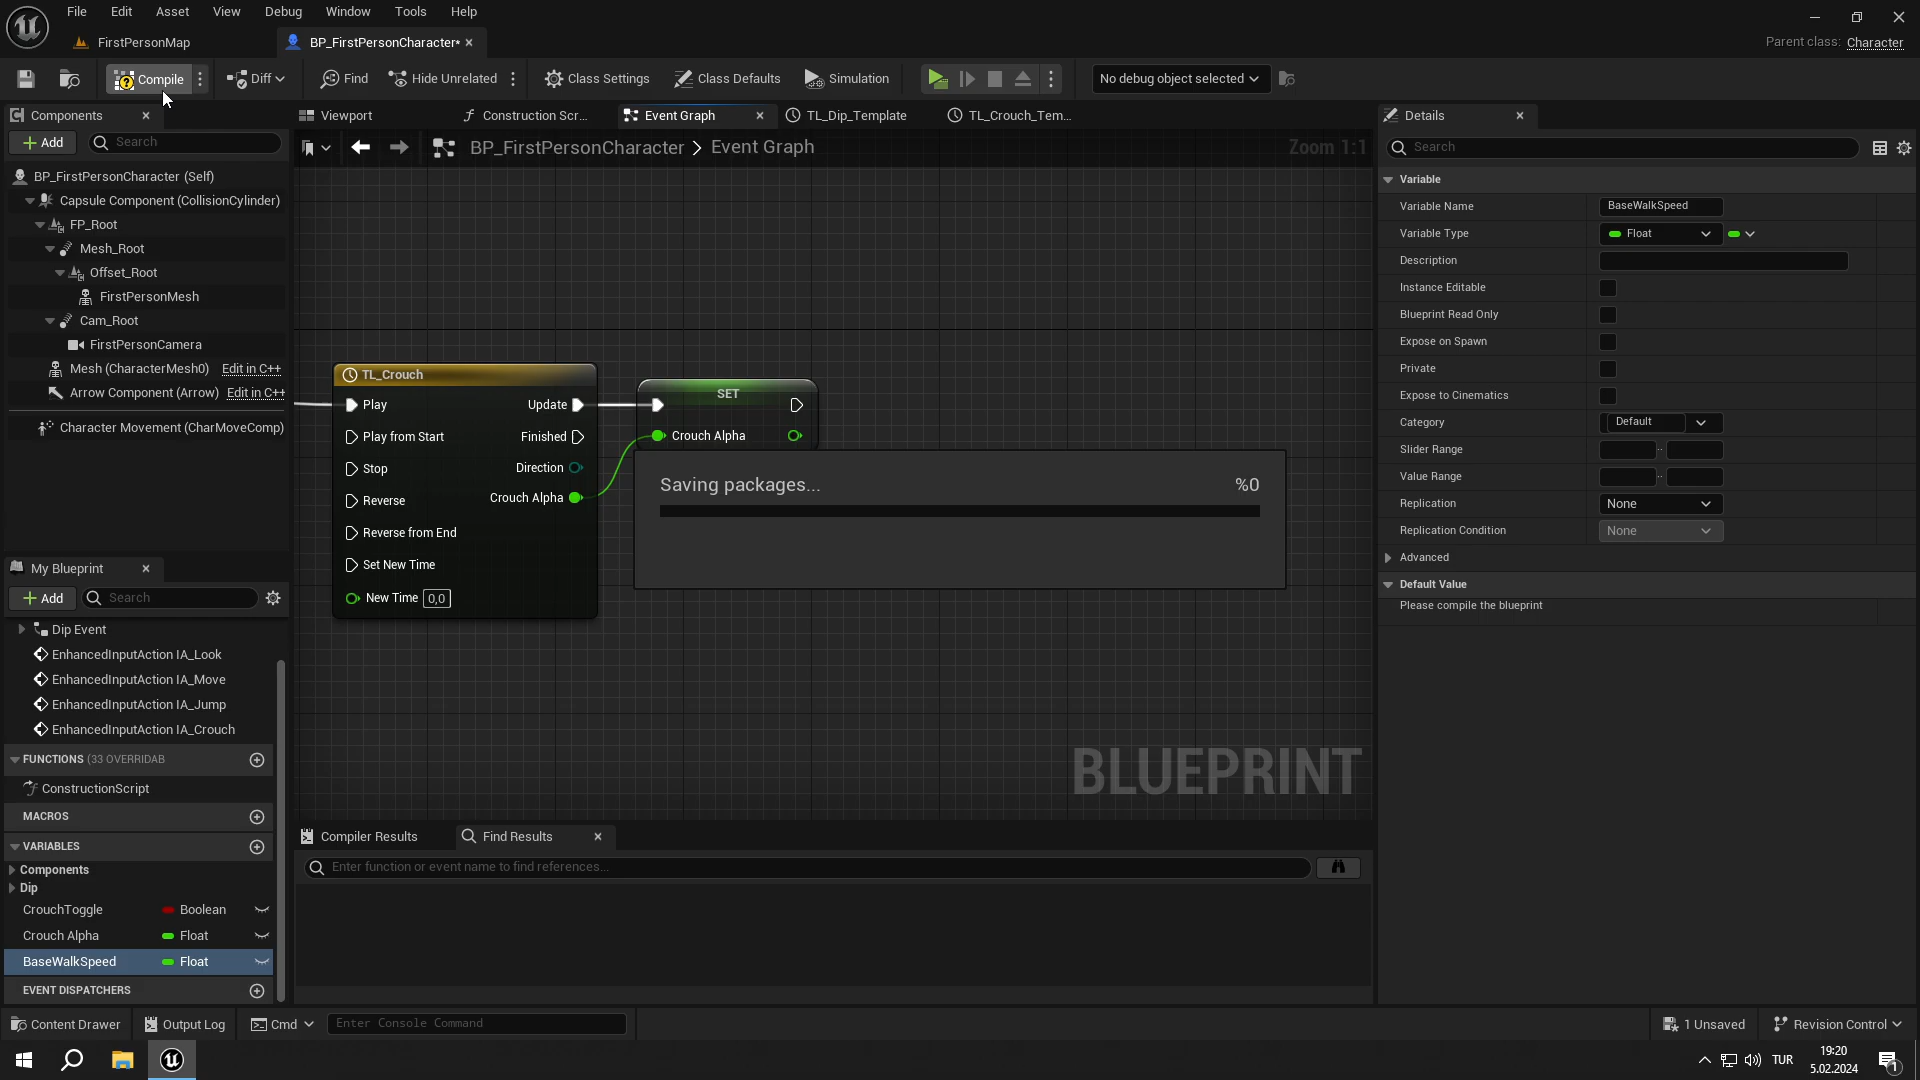 File Edit Asset View Debug Window Tools Help
FirstPersonMap
BP_FirstPersonCharacter*
Parent class: Character
Compile
Diff
Find
Hide Unrelated
Class Settings
Class Defaults
Simulation
No debug object selected
Components
Add
Search
BP_FirstPersonCharacter (Self)
Capsule Component (CollisionCylinder)
FP_Root
Mesh_Root
Offset_Root
FirstPersonMesh
Cam_Root
FirstPersonCamera
Mesh (CharacterMesh0) Edit in C++
Arrow Component (Arrow) Edit in C++
Character Movement (CharMoveComp)
My Blueprint
Add
Search
Dip Event
EnhancedInputAction IA_Look
EnhancedInputAction IA_Move
EnhancedInputAction IA_Jump
EnhancedInputAction IA_Crouch
FUNCTIONS (33 OVERRIDAB
ConstructionScript
MACROS
VARIABLES
Components
Dip
CrouchToggle Boolean
Crouch Alpha Float
BaseWalkSpeed Float
EVENT DISPATCHERS
Viewport
Construction Scr...
Event Graph
TL_Dip_Template
TL_Crouch_Tem...
BP_FirstPersonCharacter > Event Graph
Zoom 1:1
TL_Crouch
Play Update
Play from Start Finished
Stop Direction
Reverse Crouch Alpha
Reverse from End
Set New Time
New Time 0,0
SET
Crouch Alpha
Saving packages... %0
BLUEPRINT
Compiler Results
Find Results
Enter function or event name to find references...
Details
Search
Variable
Variable Name BaseWalkSpeed
Variable Type Float
Description
Instance Editable
Blueprint Read Only
Expose on Spawn
Private
Expose to Cinematics
Category Default
Slider Range
Value Range
Replication None
Replication Condition None
Advanced
Default Value
Please compile the blueprint
Content Drawer
Output Log
Cmd
Enter Console Command
1 Unsaved
Revision Control
TUR
19:20
5.02.2024
1